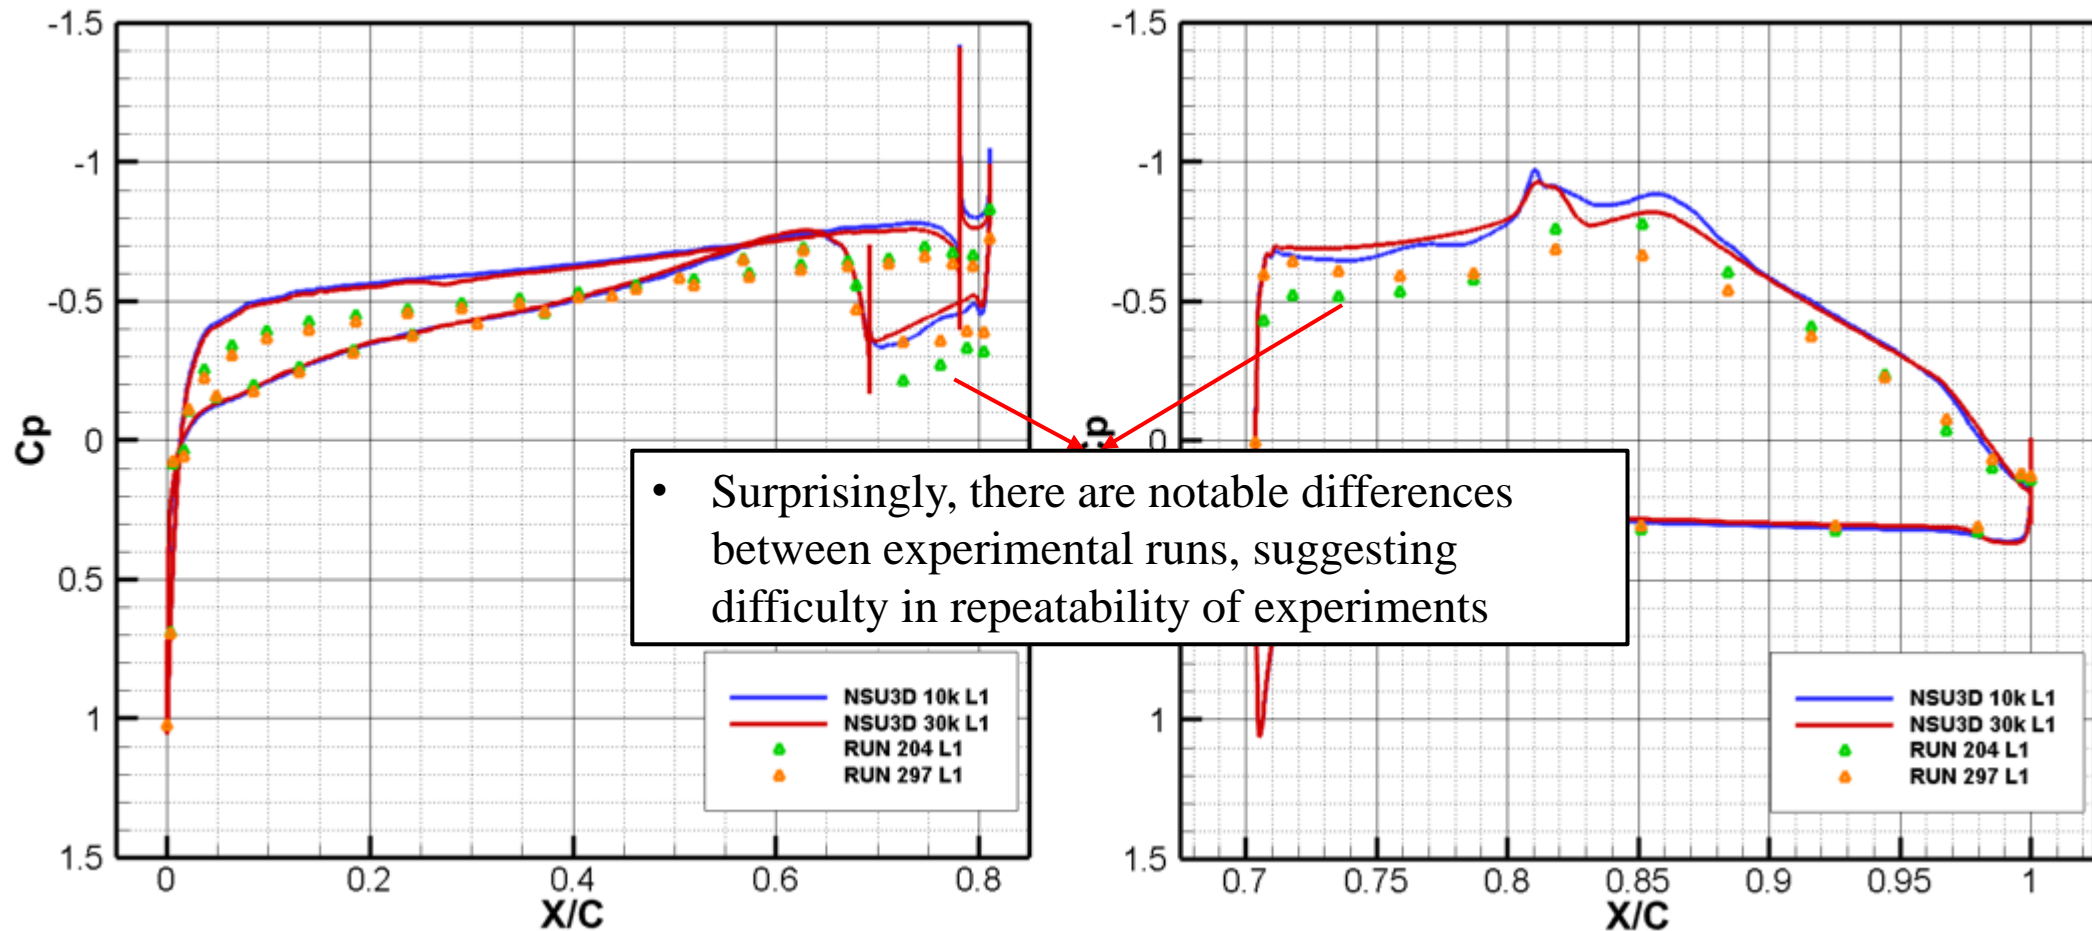 -1.5
-1
-0.5
0
0.5
1
1.5
Cp
0
0.2
0.4
0.6
0.8
X/C
NSU3D 10k L1
NSU3D 30k L1
RUN 204 L1
RUN 297 L1
-1.5
-1
-0.5
0
1
1.5
Cp
0.7
0.75
0.8
0.85
0.9
0.95
1
X/C
NSU3D 10k L1
NSU3D 30k L1
RUN 204 L1
RUN 297 L1
• Surprisingly, there are notable differences
between experimental runs, suggesting
difficulty in repeatability of experiments